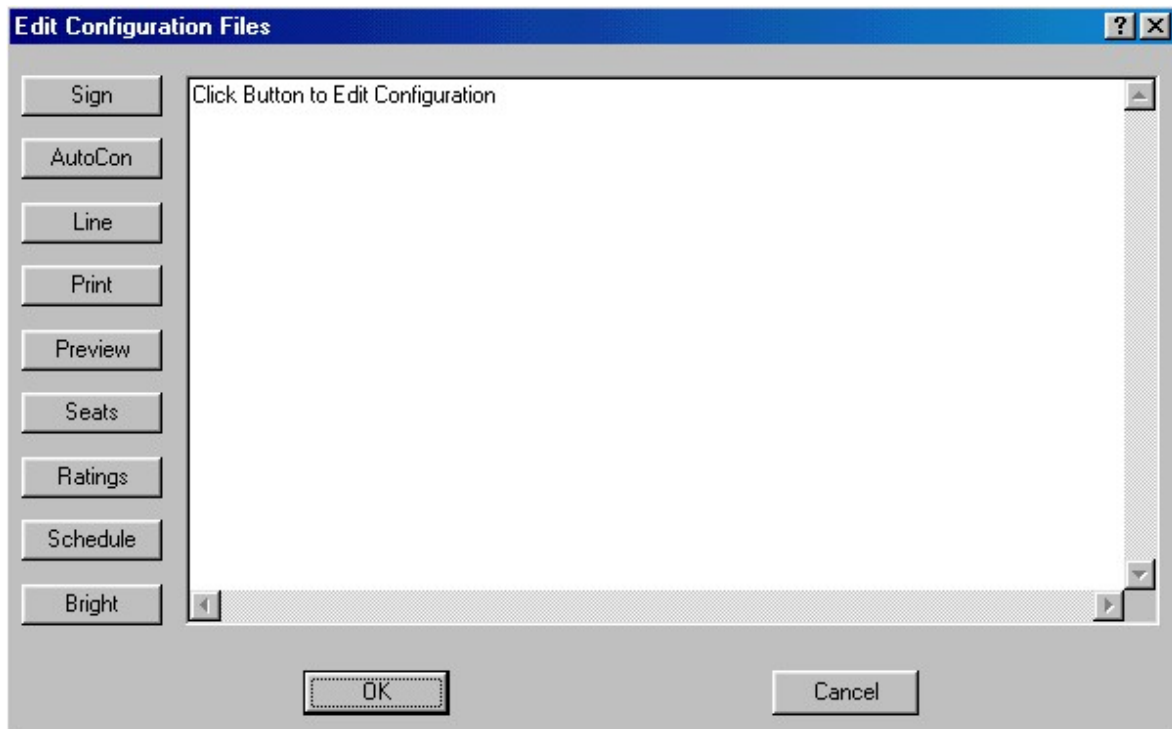 Edit Configuration Files
Sign
Click Button to Edit Configuration
AutoCon
Line
Print
Preview
Seats
Ratings
Schedule
Bright
OK
Cancel